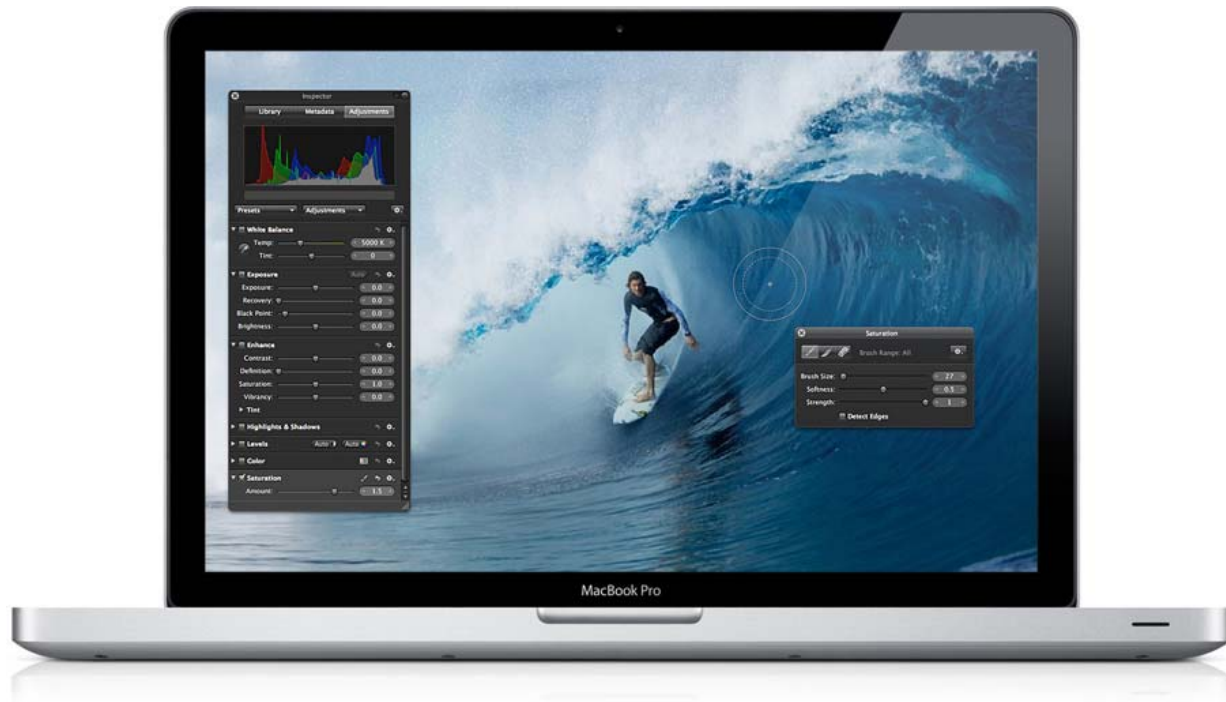 Inspector
Library Metadata Adjustments
Presets Adjustments
White Balance
Temp: 5000 K
Tint: 0
Exposure Auto
Exposure: 0.0
Recovery: 0.0
Black Point: 0.0
Brightness: 0.0
Enhance
Contrast: 0.0
Definition: 0.0
Saturation: 1.0
Vibrancy: 0.0
Tint
Highlights & Shadows
Levels Auto Auto
Color
Saturation
Amount: 1.5
Saturation
Brush Range: All
Brush Size: 27
Softness: 0.5
Strength: 1
Detect Edges
MacBook Pro